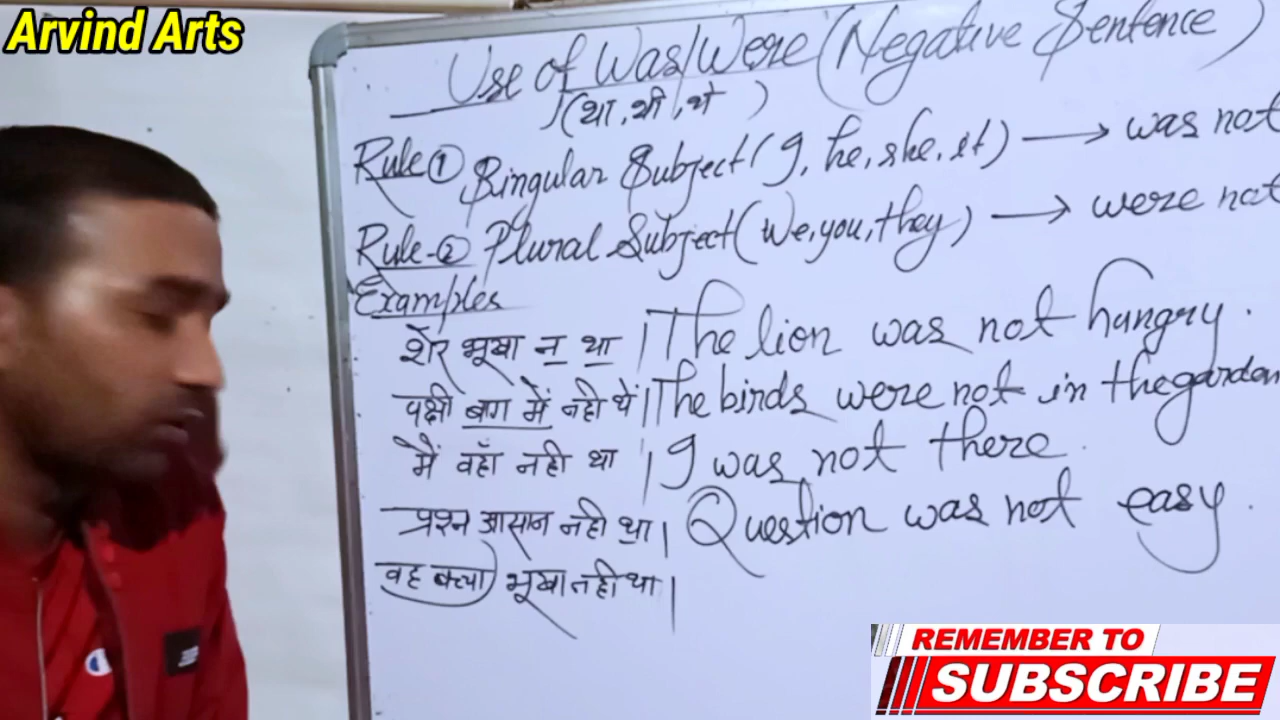 Arvind Arts
Use of Was/Were (Negative Sentence)
(था, थी, थे)
Rule ① Singular Subject (I, he, she, it) → was not
Rule-② Plural Subject (We, you, they) → were not
Examples
शेर भूखा न था | The lion was not hungry.
पक्षी बाग में नही थे | The birds were not in the garden
मैं वहाँ नही था | I was not there.
प्रश्न आसान नही था | Question was not easy.
वह बच्चा भूखा नही था |
REMEMBER TO
SUBSCRIBE